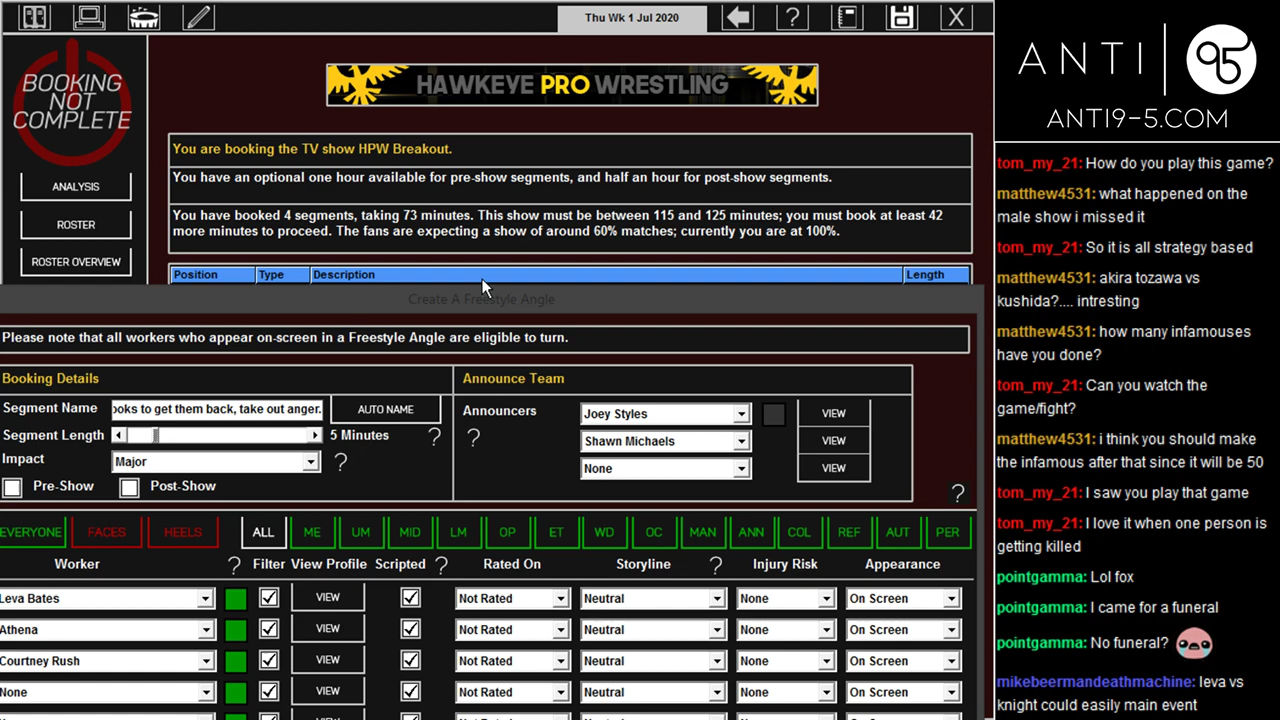 Thu Wk 1 Jul 2020
?
X
ANTI 95
ANTI9-5.COM
BOOKING
NOT
COMPLETE
HAWKEYE PRO WRESTLING
You are booking the TV show HPW Breakout.
You have an optional one hour available for pre-show segments, and half an hour for post-show segments.
You have booked 4 segments, taking 73 minutes. This show must be between 115 and 125 minutes; you must book at least 42
more minutes to proceed. The fans are expecting a show of around 60% matches; currently you are at 100%.
ANALYSIS
ROSTER
ROSTER OVERVIEW
Position Type Description Length
Create A Freestyle Angle
Please note that all workers who appear on-screen in a Freestyle Angle are eligible to turn.
Booking Details
Segment Name ooks to get them back, take out anger. AUTO NAME
Segment Length 5 Minutes ?
Impact Major ?
Pre-Show Post-Show
Announce Team
Announcers Joey Styles VIEW
? Shawn Michaels VIEW
None VIEW
?
EVERYONE FACES HEELS ALL ME UM MID LM OP ET WD OC MAN ANN COL REF AUT PER
Worker ? Filter View Profile Scripted ? Rated On Storyline ? Injury Risk Appearance
Leva Bates VIEW Not Rated Neutral None On Screen
Athena VIEW Not Rated Neutral None On Screen
Courtney Rush VIEW Not Rated Neutral None On Screen
None VIEW Not Rated Neutral None On Screen
tom_my_21: How do you play this game?
matthew4531: what happened on the
male show i missed it
tom_my_21: So it is all strategy based
matthew4531: akira tozawa vs
kushida?.... intresting
matthew4531: how many infamouses
have you done?
tom_my_21: Can you watch the
game/fight?
matthew4531: i think you should make
the infamous after that since it will be 50
tom_my_21: I saw you play that game
tom_my_21: I love it when one person is
getting killed
pointgamma: Lol fox
pointgamma: I came for a funeral
pointgamma: No funeral?
mikebeermandeathmachine: leva vs
knight could easily main event